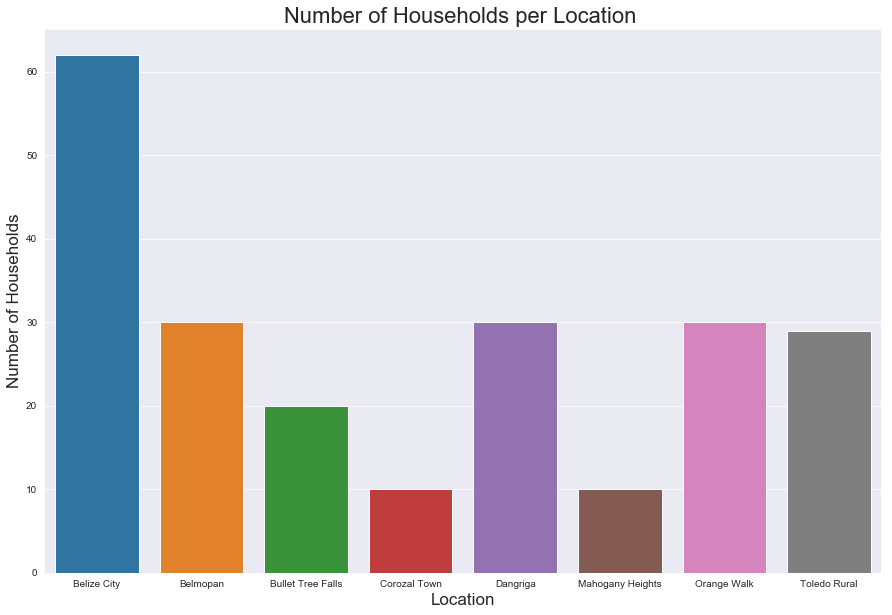 Number of Households per Location
Number of Households
60
50
40
30
20
10
0
Belize City Belmopan Bullet Tree Falls Corozal Town Dangriga Mahogany Heights Orange Walk Toledo Rural
Location